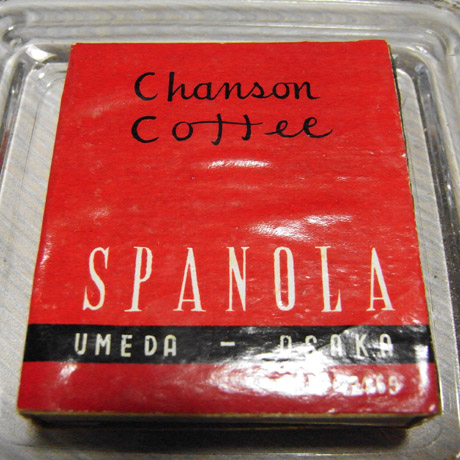 Chanson
Coffee
SPANOLA
UMEDA - OSAKA